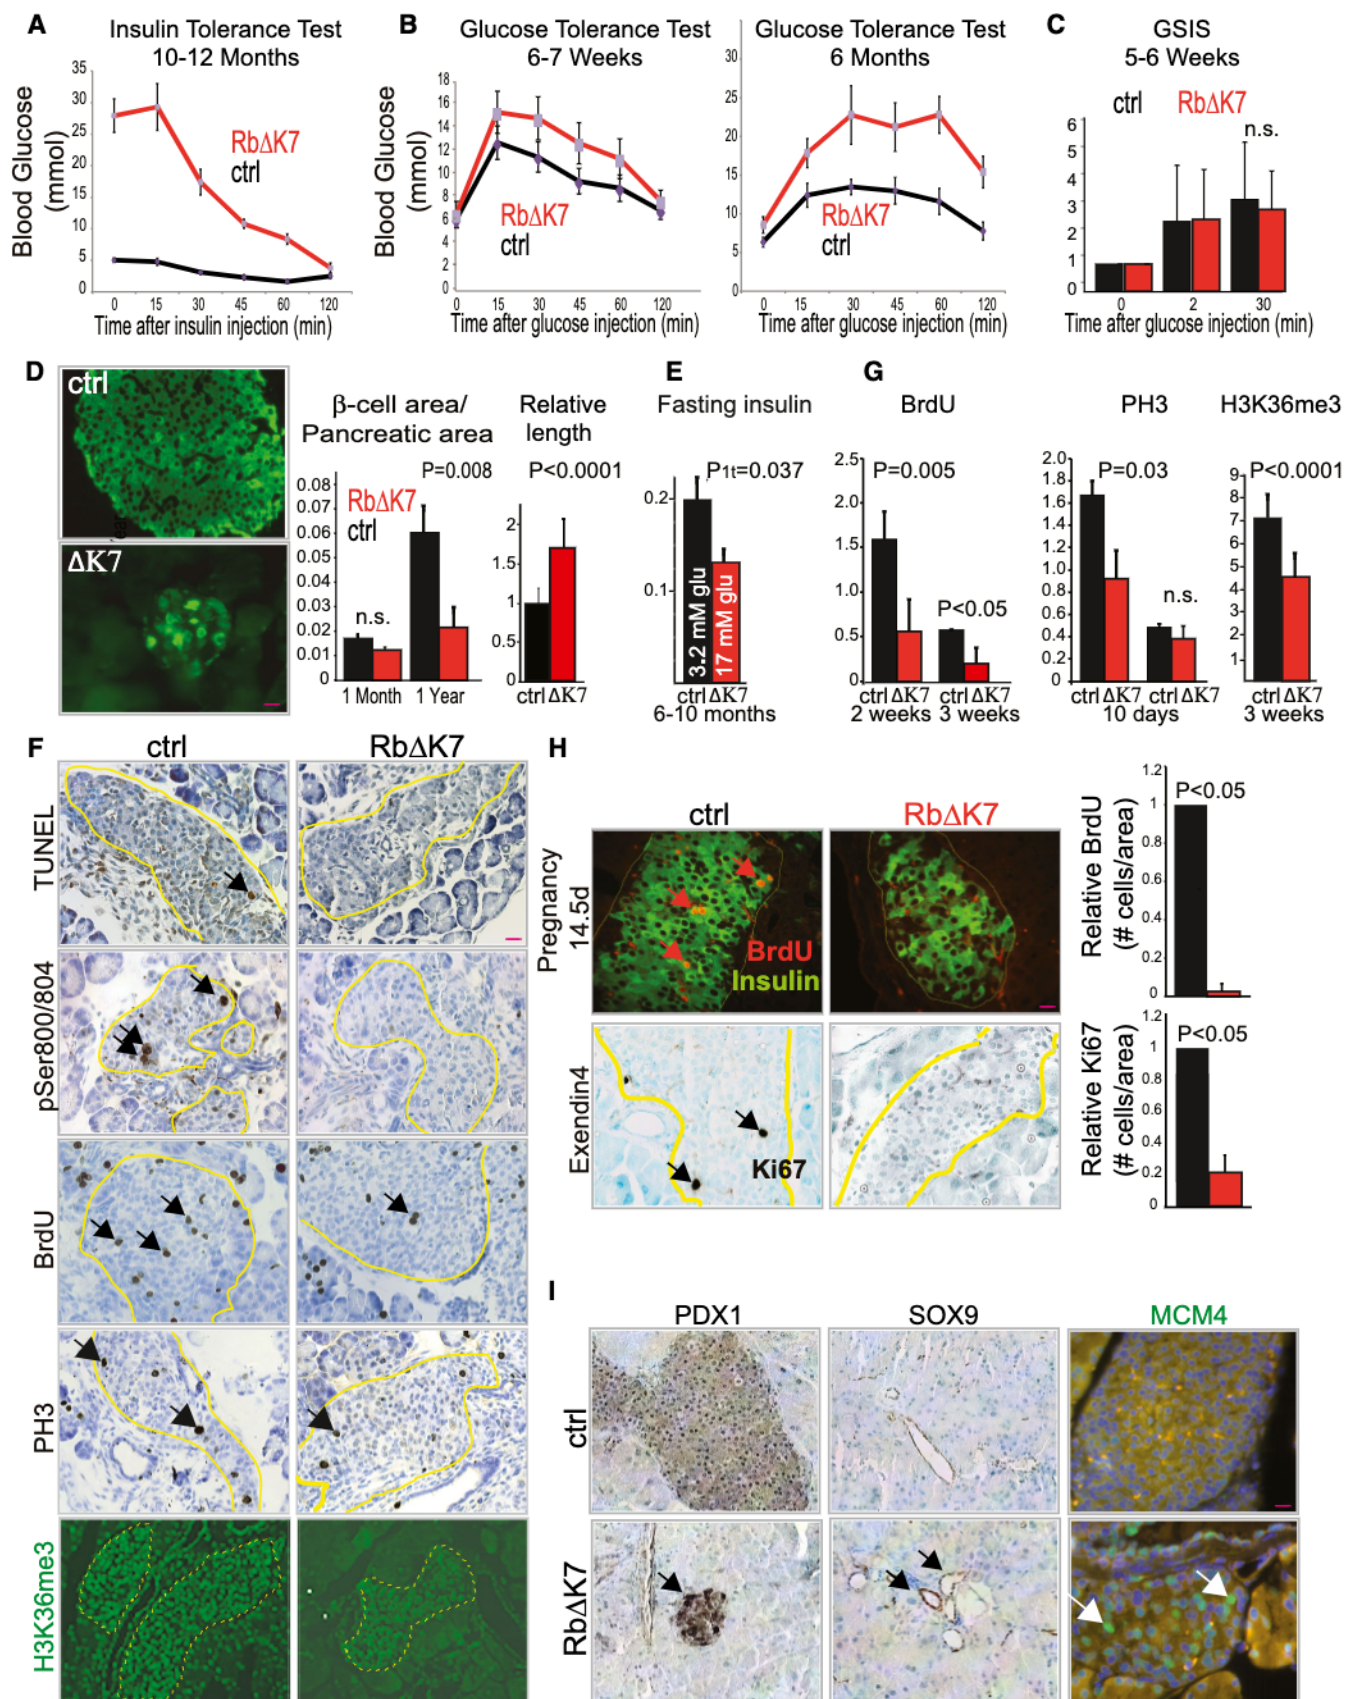 A
Insulin Tolerance Test
10-12 Months
Blood Glucose
(mmol)
35
30
25
20
15
10
5
0
RbΔK7
ctrl
0 15 30 45 60 120
Time after insulin injection (min)
B
Glucose Tolerance Test
6-7 Weeks
Blood Glucose
(mmol)
18
16
14
12
10
8
6
4
2
0
RbΔK7
ctrl
0 15 30 45 60 120
Time after glucose injection (min)
Glucose Tolerance Test
6 Months
30
25
20
15
10
5
0
RbΔK7
ctrl
0 15 30 45 60 120
Time after glucose injection (min)
C
GSIS
5-6 Weeks
ctrl RbΔK7
n.s.
6
5
4
3
2
1
0
0 2 30
Time after glucose injection (min)
D
ctrl
ΔK7
β-cell area/
Pancreatic area
P=0.008
0.08
0.07
0.06
0.05
0.04
0.03
0.02
0.01
0
RbΔK7
ctrl
n.s.
1 Month 1 Year
Relative
length
P<0.0001
2
1.5
1
0.5
0
ctrl ΔK7
E
Fasting insulin
P1t=0.037
0.2
0.1
3.2 mM glu
17 mM glu
ctrl ΔK7
6-10 months
G
BrdU
2.5
2.0
1.5
1.0
0.5
0
P=0.005
P<0.05
ctrl ΔK7 ctrl ΔK7
2 weeks 3 weeks
PH3
2.0
1.8
1.6
1.4
1.2
1.0
0.8
0.6
0.4
0.2
0
P=0.03
n.s.
ctrl ΔK7 ctrl ΔK7
10 days
H3K36me3
P<0.0001
9
8
7
6
5
4
3
2
1
ctrl ΔK7
3 weeks
F
ctrl RbΔK7
TUNEL
pSer800/804
BrdU
PH3
H3K36me3
H
ctrl RbΔK7
Pregnancy
14.5d
BrdU
Insulin
Exendin4
Ki67
Relative BrdU
(# cells/area)
1.2
1
0.8
0.6
0.4
0.2
0
P<0.05
Relative Ki67
(# cells/area)
1.2
1
0.8
0.6
0.4
0.2
0
P<0.05
I
PDX1 SOX9 MCM4
ctrl
RbΔK7